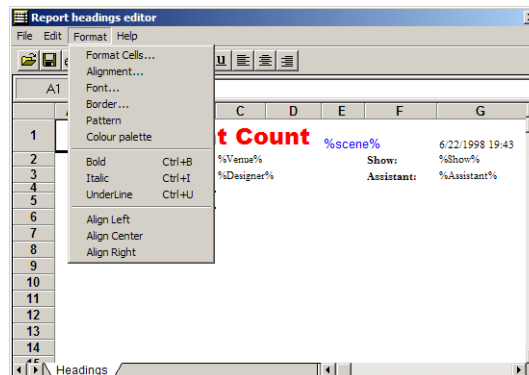 Report headings editor
File Edit Format Help
U
A1
Format Cells...
Alignment...
Font...
Border...
Pattern
Colour palette
Bold Ctrl+B
Italic Ctrl+I
UnderLine Ctrl+U
Align Left
Align Center
Align Right
C D E F G
1 t Count %scene% 6/22/1998 19:43
2 %Venue% Show: %Show%
3 %Designer% Assistant: %Assistant%
4
5
6
7
8
9
10
11
12
13
14
15
Headings